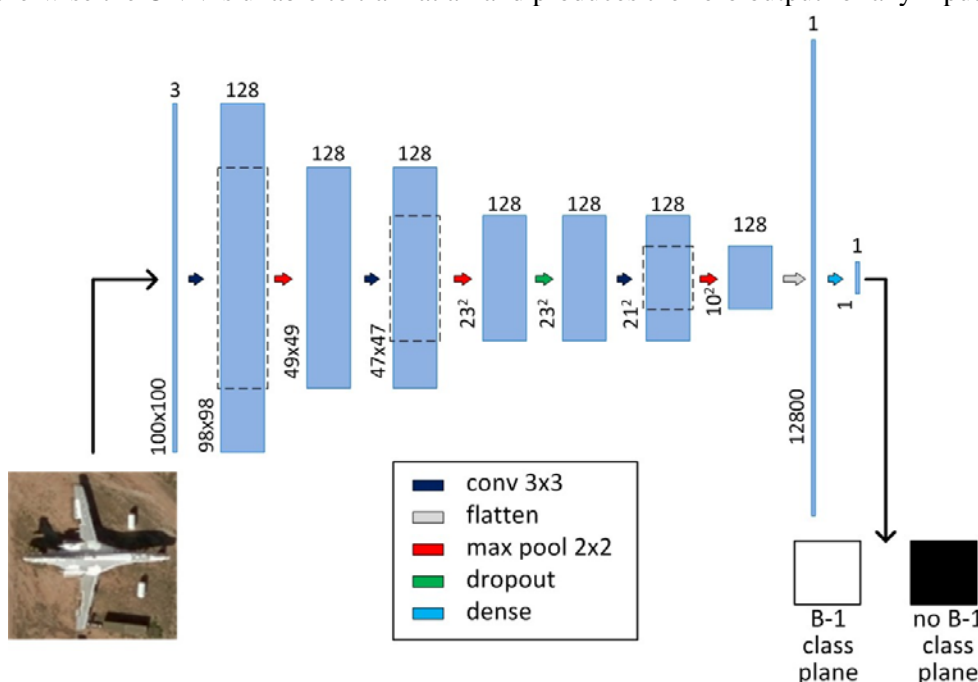 1
3
128
128
128
128
128
128
128
1
1
100x100
98x98
49x49
47x47
23²
23²
21²
10²
12800
conv 3x3
flatten
max pool 2x2
dropout
dense
B-1
class
plane
no B-1
class
plane